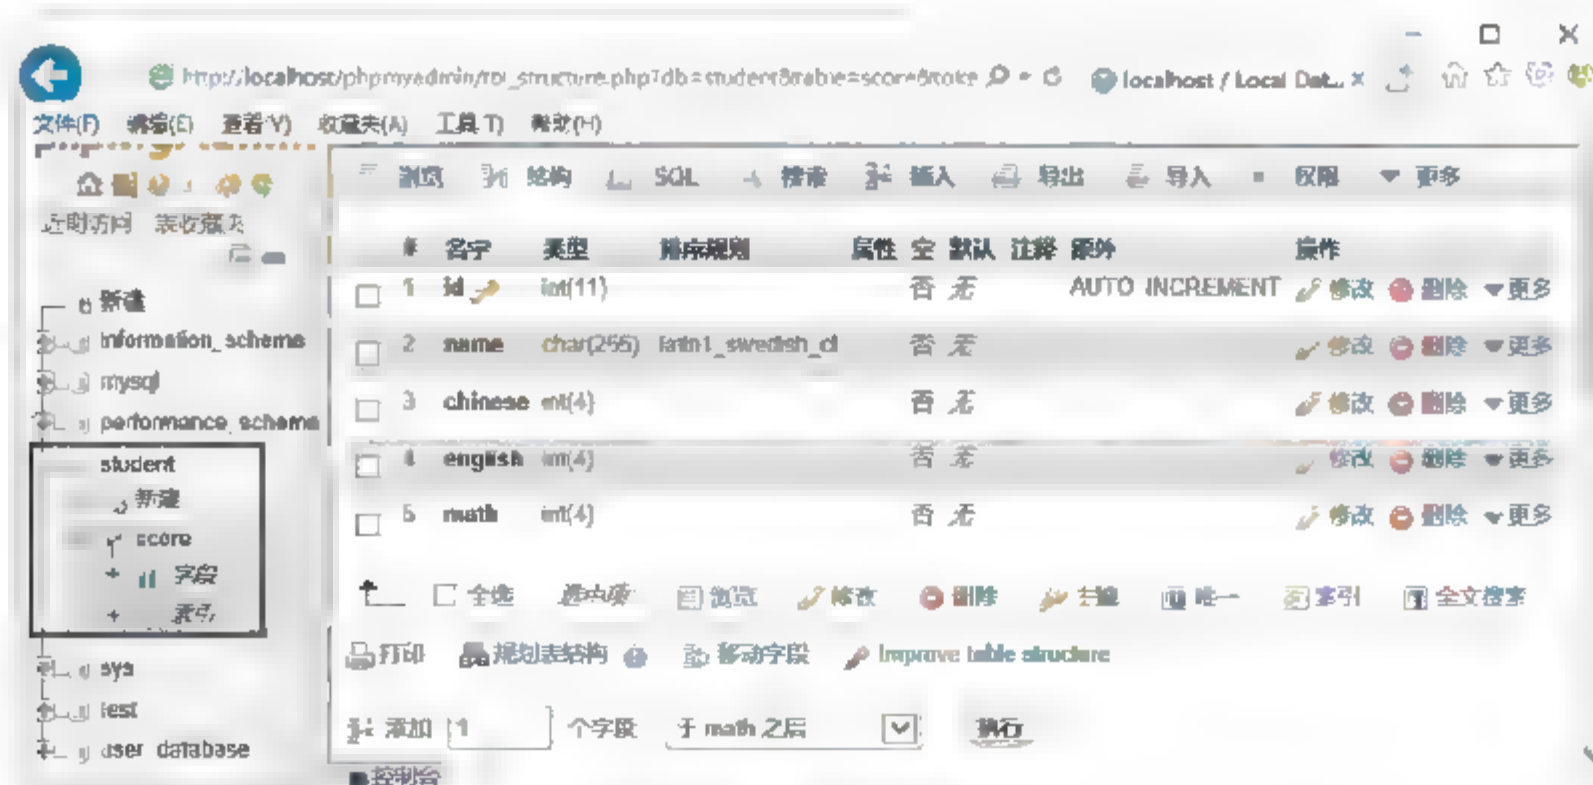 http://localhost/phpmyadmin/tbl_structure.php?db=student&table=score&toke
localhost / Local Dat...
文件(F) 编辑(E) 查看(V) 收藏夹(A) 工具(T) 帮助(H)
浏览 结构 SQL 搜索 插入 导出 导入 权限 更多
近期访问 表收藏夹
# 名字 类型 排序规则 属性 空 默认 注释 额外 操作
1 id int(11) 否 无 AUTO_INCREMENT 修改 删除 更多
2 name char(255) latin1_swedish_ci 否 无 修改 删除 更多
3 chinese int(4) 否 无 修改 删除 更多
4 english int(4) 否 无 修改 删除 更多
5 math int(4) 否 无 修改 删除 更多
新建
information_schema
mysql
performance_schema
student
新建
score
字段
索引
sys
test
user_database
全选 选中项: 浏览 修改 删除 主键 唯一 索引 全文搜索
打印 规划表结构 移动字段 Improve table structure
添加 1 个字段 于 math 之后 执行
控制台